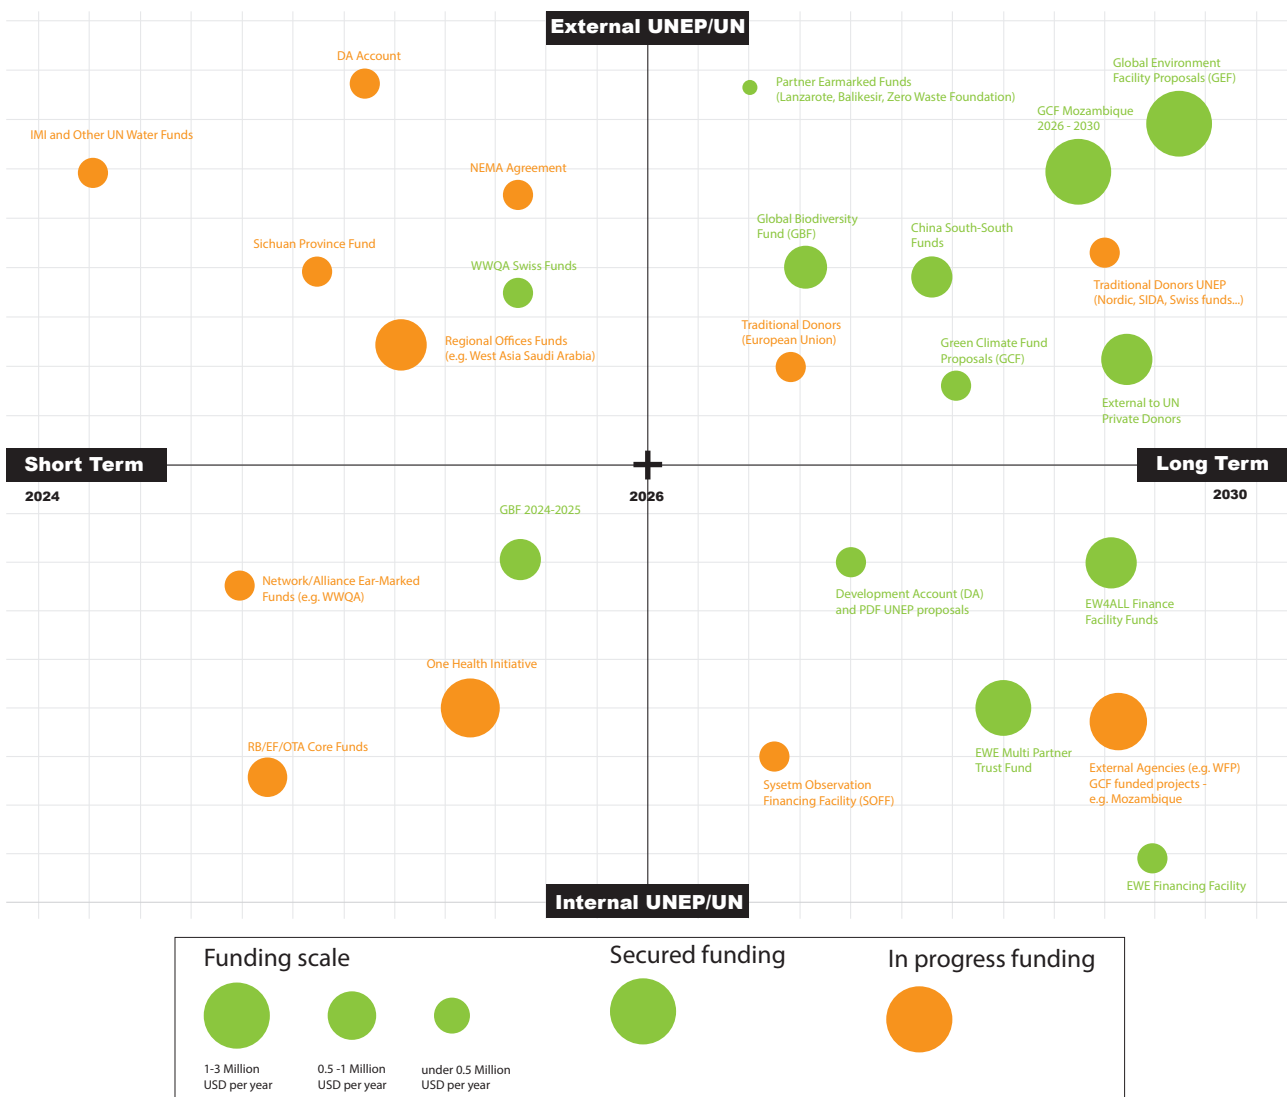 External UNEP/UN
DA Account
IMI and Other UN Water Funds
NEMA Agreement
Sichuan Province Fund
WWQA Swiss Funds
Regional Offices Funds
(e.g. West Asia Saudi Arabia)
Partner Earmarked Funds
(Lanzarote, Balikesir, Zero Waste Foundation)
Global Environment
Facility Proposals (GEF)
GCF Mozambique
2026 - 2030
Global Biodiversity
Fund (GBF)
China South-South
Funds
Traditional Donors UNEP
(Nordic, SIDA, Swiss funds...)
Traditional Donors
(European Union)
Green Climate Fund
Proposals (GCF)
External to UN
Private Donors
Short Term
Long Term
2024
2026
2030
GBF 2024-2025
Network/Alliance Ear-Marked
Funds (e.g. WWQA)
One Health Initiative
RB/EF/OTA Core Funds
Development Account (DA)
and PDF UNEP proposals
EW4ALL Finance
Facility Funds
EWE Multi Partner
Trust Fund
External Agencies (e.g. WFP)
GCF funded projects -
e.g. Mozambique
Sysetm Observation
Financing Facility (SOFF)
EWE Financing Facility
Internal UNEP/UN
Funding scale
Secured funding
In progress funding
1-3 Million
USD per year
0.5 -1 Million
USD per year
under 0.5 Million
USD per year